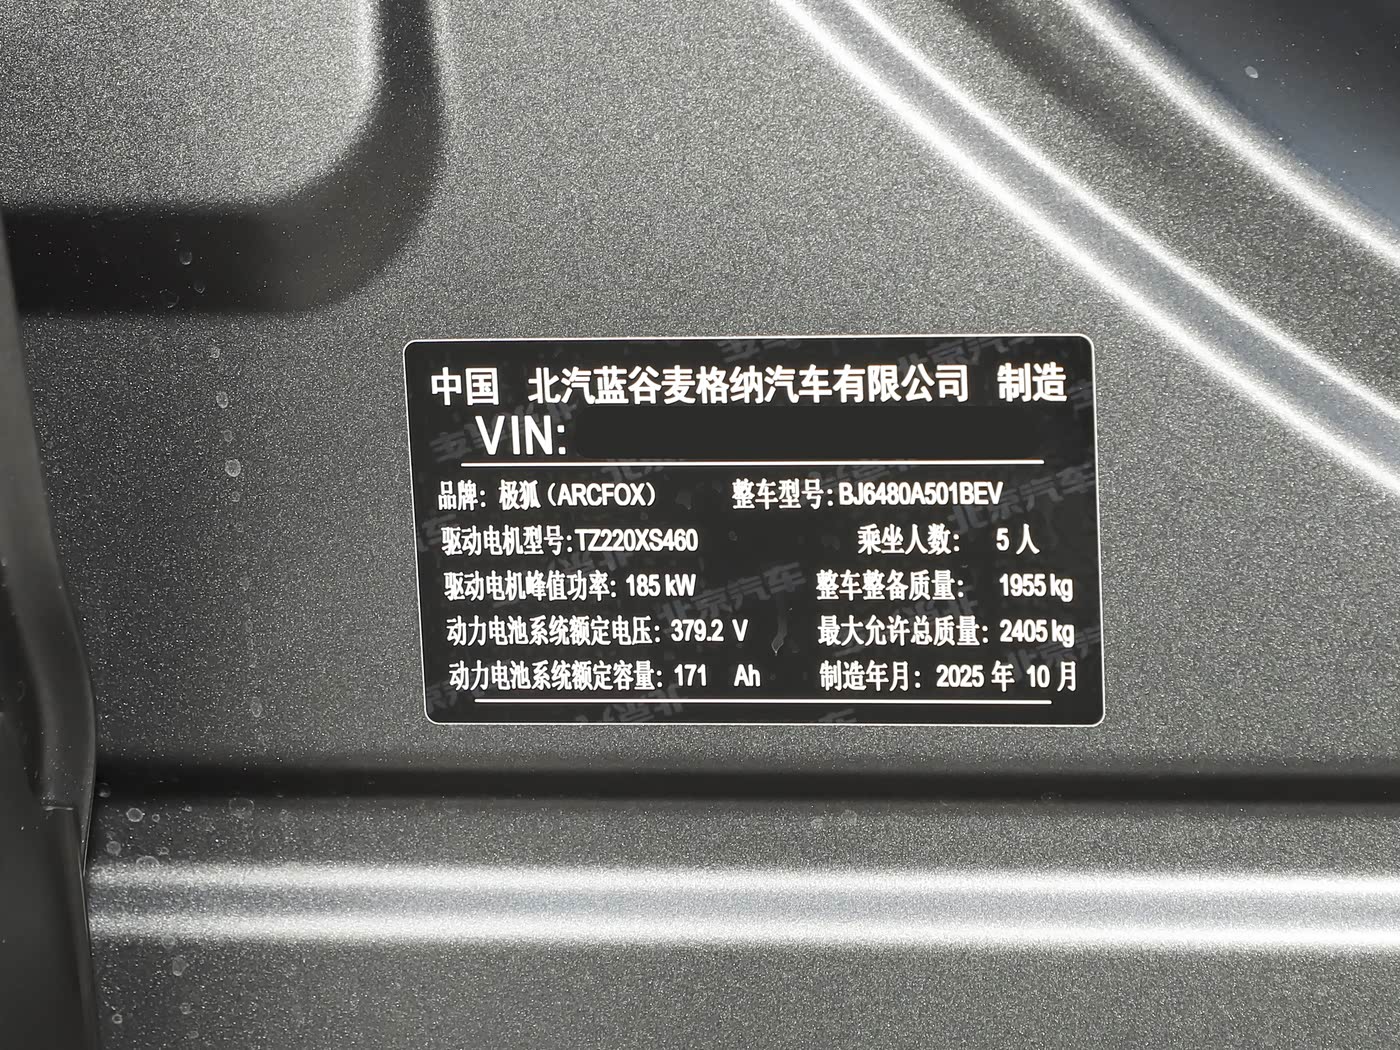 中国 北汽蓝谷麦格纳汽车有限公司 制造
VIN:
品牌：极狐（ARCFOX） 整车型号：BJ6480A501BEV
驱动电机型号：TZ220XS460 乘坐人数： 5 人
驱动电机峰值功率：185 kW 整车整备质量： 1955 kg
动力电池系统额定电压：379.2 V 最大允许总质量：2405 kg
动力电池系统额定容量：171 Ah 制造年月：2025 年 10 月